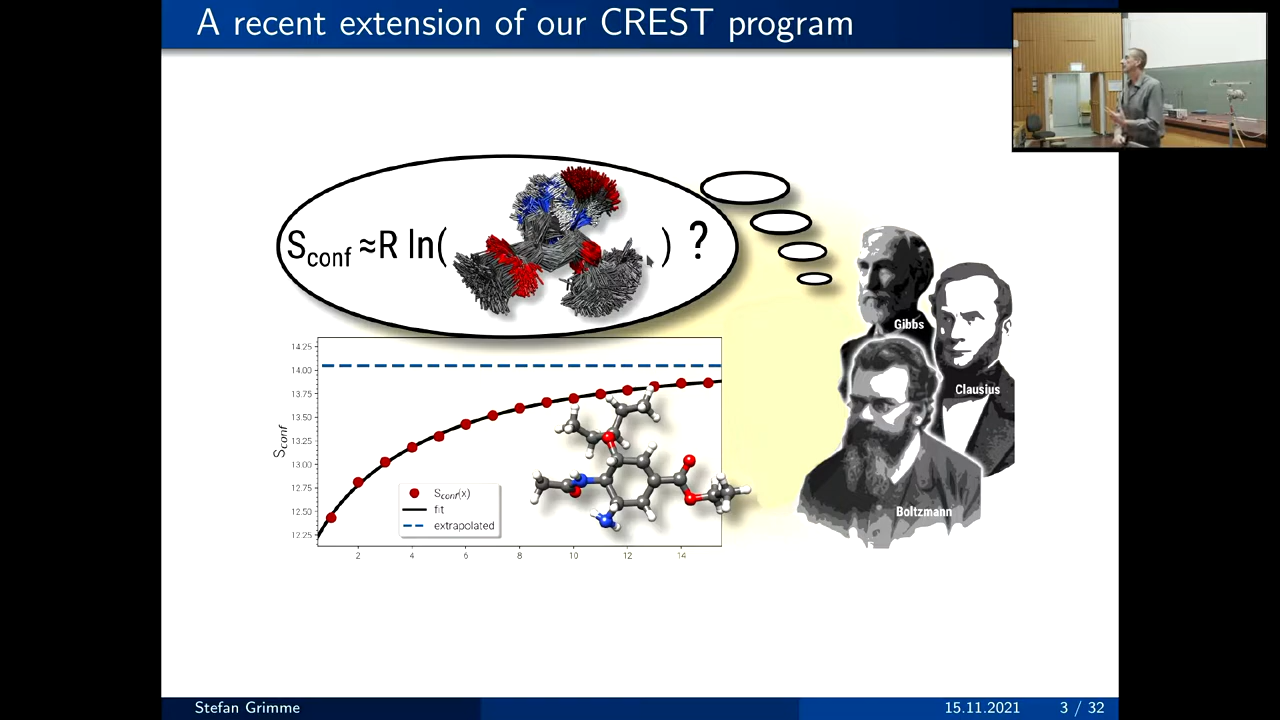 A recent extension of our CREST program
S_conf ≈R ln( ) ?
Gibbs
Clausius
Boltzmann
14.25
14.00
13.75
13.50
13.25
13.00
12.75
12.50
12.25
S_conf
S_conf(x)
fit
extrapolated
2 4 6 8 10 12 14
Stefan Grimme 15.11.2021 3 / 32